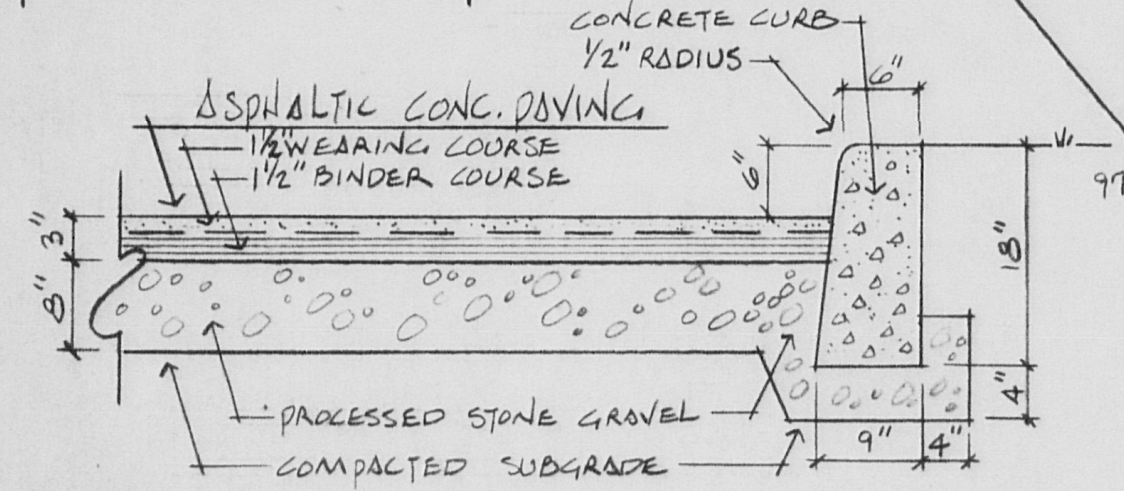 CONCRETE CURB
1/2" RADIUS
6"
ASPHALTIC CONC. PAVING
1 1/2" WEARING COURSE
1 1/2" BINDER COURSE
6"
97
3"
8"
18"
4"
PROCESSED STONE GRAVEL
9" 4"
COMPACTED SUBGRADE